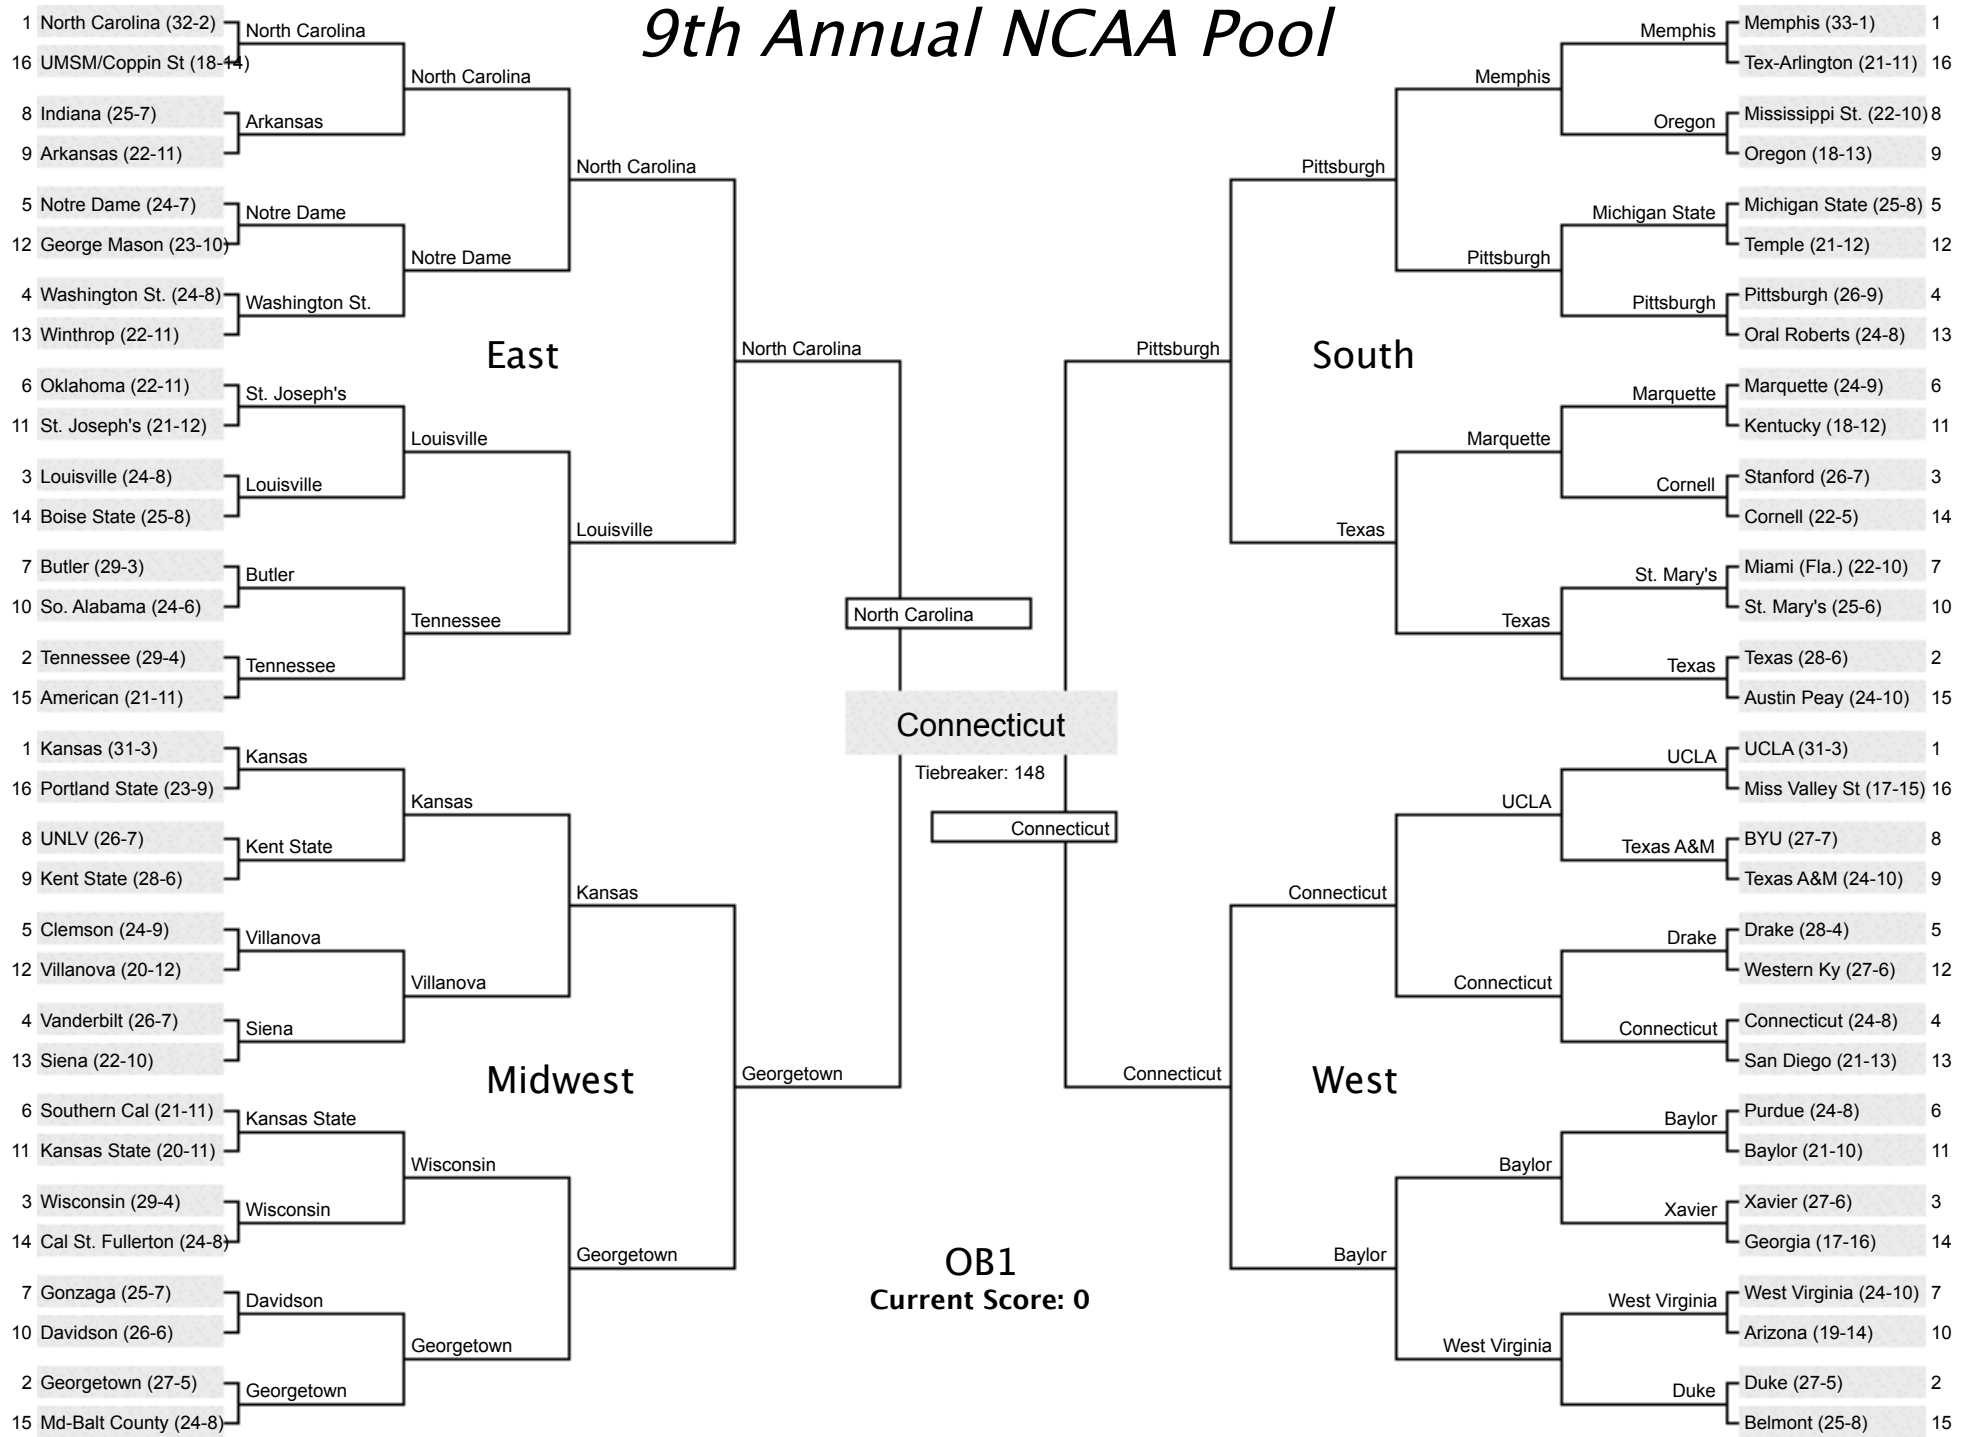 9th Annual NCAA Pool
1 North Carolina (32-2)
16 UMSM/Coppin St (18-14)
8 Indiana (25-7)
9 Arkansas (22-11)
5 Notre Dame (24-7)
12 George Mason (23-10)
4 Washington St. (24-8)
13 Winthrop (22-11)
6 Oklahoma (22-11)
11 St. Joseph's (21-12)
3 Louisville (24-8)
14 Boise State (25-8)
7 Butler (29-3)
10 So. Alabama (24-6)
2 Tennessee (29-4)
15 American (21-11)
North Carolina
Arkansas
Notre Dame
Washington St.
St. Joseph's
Louisville
Butler
Tennessee
North Carolina
Notre Dame
Louisville
Tennessee
North Carolina
Louisville
North Carolina
East
1 Kansas (31-3)
16 Portland State (23-9)
8 UNLV (26-7)
9 Kent State (28-6)
5 Clemson (24-9)
12 Villanova (20-12)
4 Vanderbilt (26-7)
13 Siena (22-10)
6 Southern Cal (21-11)
11 Kansas State (20-11)
3 Wisconsin (29-4)
14 Cal St. Fullerton (24-8)
7 Gonzaga (25-7)
10 Davidson (26-6)
2 Georgetown (27-5)
15 Md-Balt County (24-8)
Kansas
Kent State
Villanova
Siena
Kansas State
Wisconsin
Davidson
Georgetown
Kansas
Villanova
Wisconsin
Georgetown
Kansas
Georgetown
Georgetown
Midwest
North Carolina
Connecticut
Tiebreaker: 148
Connecticut
OB1
Current Score: 0
Memphis (33-1) 1
Tex-Arlington (21-11) 16
Mississippi St. (22-10) 8
Oregon (18-13) 9
Michigan State (25-8) 5
Temple (21-12) 12
Pittsburgh (26-9) 4
Oral Roberts (24-8) 13
Marquette (24-9) 6
Kentucky (18-12) 11
Stanford (26-7) 3
Cornell (22-5) 14
Miami (Fla.) (22-10) 7
St. Mary's (25-6) 10
Texas (28-6) 2
Austin Peay (24-10) 15
Memphis
Oregon
Michigan State
Pittsburgh
Marquette
Cornell
St. Mary's
Texas
Memphis
Pittsburgh
Marquette
Texas
Pittsburgh
Texas
Pittsburgh
South
UCLA (31-3) 1
Miss Valley St (17-15) 16
BYU (27-7) 8
Texas A&M (24-10) 9
Drake (28-4) 5
Western Ky (27-6) 12
Connecticut (24-8) 4
San Diego (21-13) 13
Purdue (24-8) 6
Baylor (21-10) 11
Xavier (27-6) 3
Georgia (17-16) 14
West Virginia (24-10) 7
Arizona (19-14) 10
Duke (27-5) 2
Belmont (25-8) 15
UCLA
Texas A&M
Drake
Connecticut
Baylor
Xavier
West Virginia
Duke
UCLA
Connecticut
Baylor
West Virginia
Connecticut
Baylor
Connecticut
West